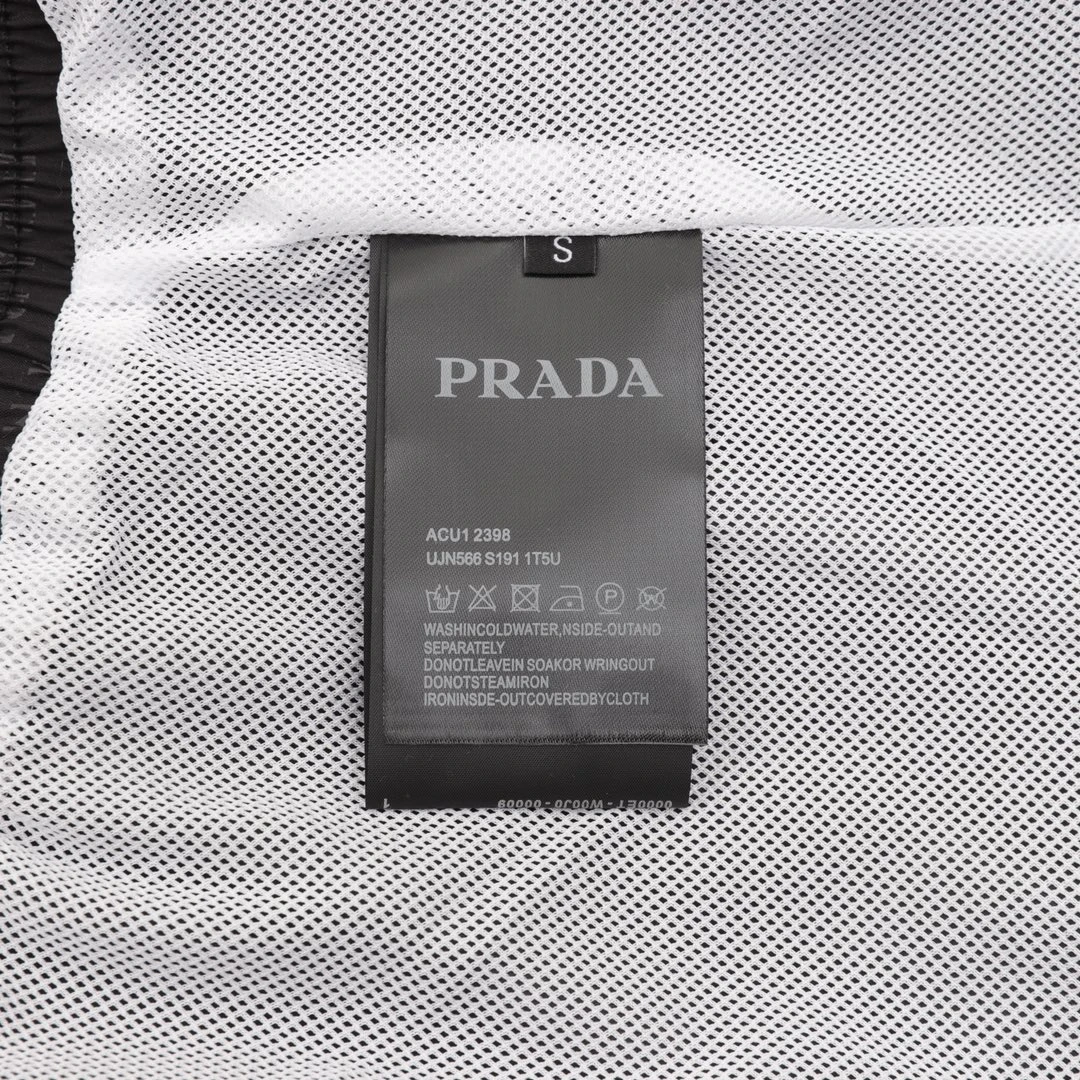 S
PRADA
ACU1 2398
UJN566 S191 1T5U
P
W
WASHINCOLDWATER,NSIDE-OUTAND
SEPARATELY
DONOTLEAVEIN SOAKOR WRINGOUT
DONOTSTEAMIRON
IRONINSDE-OUTCOVEREDBYCLOTH